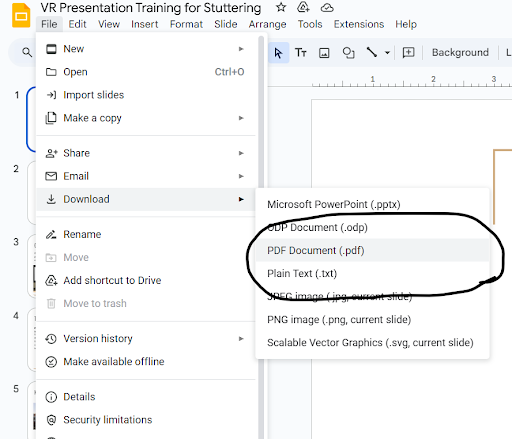 VR Presentation Training for Stuttering
File Edit View Insert Format Slide Arrange Tools Extensions Help
Background
New
Open Ctrl+O
Import slides
Make a copy
Share
Email
Download
Rename
Move
Add shortcut to Drive
Move to trash
Version history
Make available offline
Details
Security limitations
Microsoft PowerPoint (.pptx)
ODP Document (.odp)
PDF Document (.pdf)
Plain Text (.txt)
JPEG image (.jpg, current slide)
PNG image (.png, current slide)
Scalable Vector Graphics (.svg, current slide)
1
2
3
4
5
1 2 3